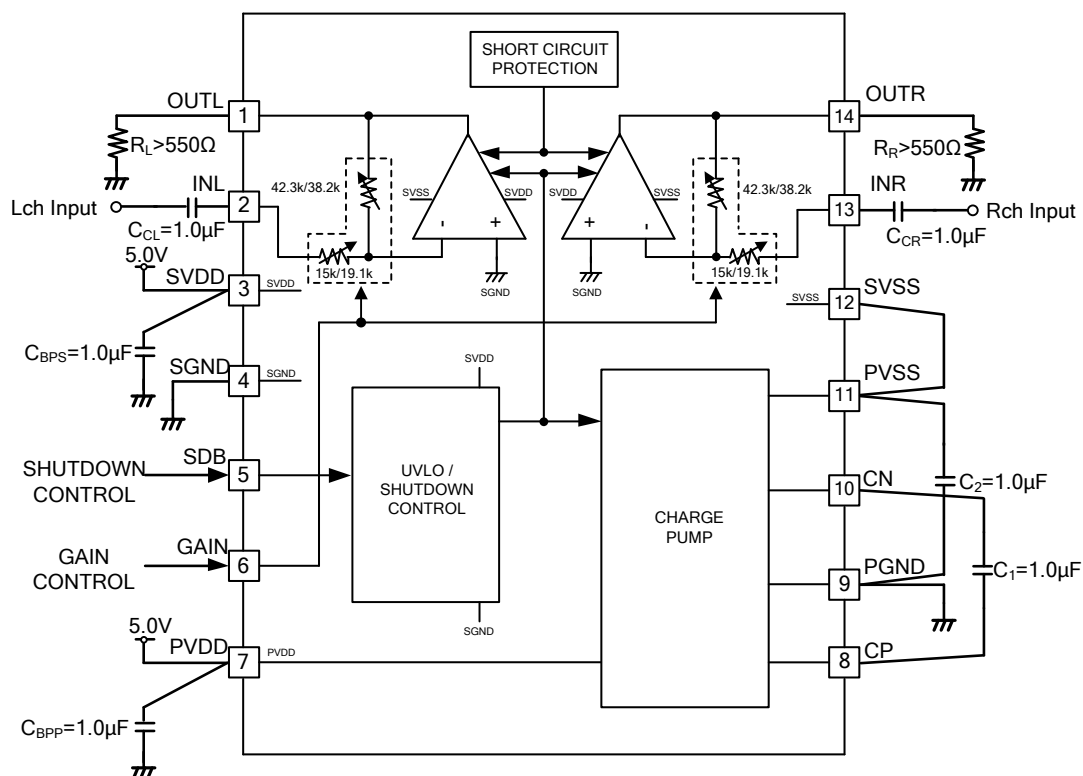 SHORT CIRCUIT
PROTECTION
OUTL
1
14
OUTR
RL>550Ω
RR>550Ω
42.3k/38.2k
42.3k/38.2k
SVSS
SVDD
SVDD
SVSS
INL
2
13
INR
Lch Input
Rch Input
CCL=1.0µF
CCR=1.0µF
-
+
+
-
15k/19.1k
15k/19.1k
SGND
SGND
5.0V
SVDD
3
SVDD
SVSS
12
SVSS
CBPS=1.0µF
SGND
4
SGND
SVDD
PVSS
11
SHUTDOWN
CONTROL
SDB
5
UVLO /
SHUTDOWN
CONTROL
CHARGE
PUMP
CN
10
C2=1.0µF
GAIN
CONTROL
GAIN
6
PGND
9
C1=1.0µF
SGND
5.0V
PVDD
7
PVDD
8
CP
CBPP=1.0µF